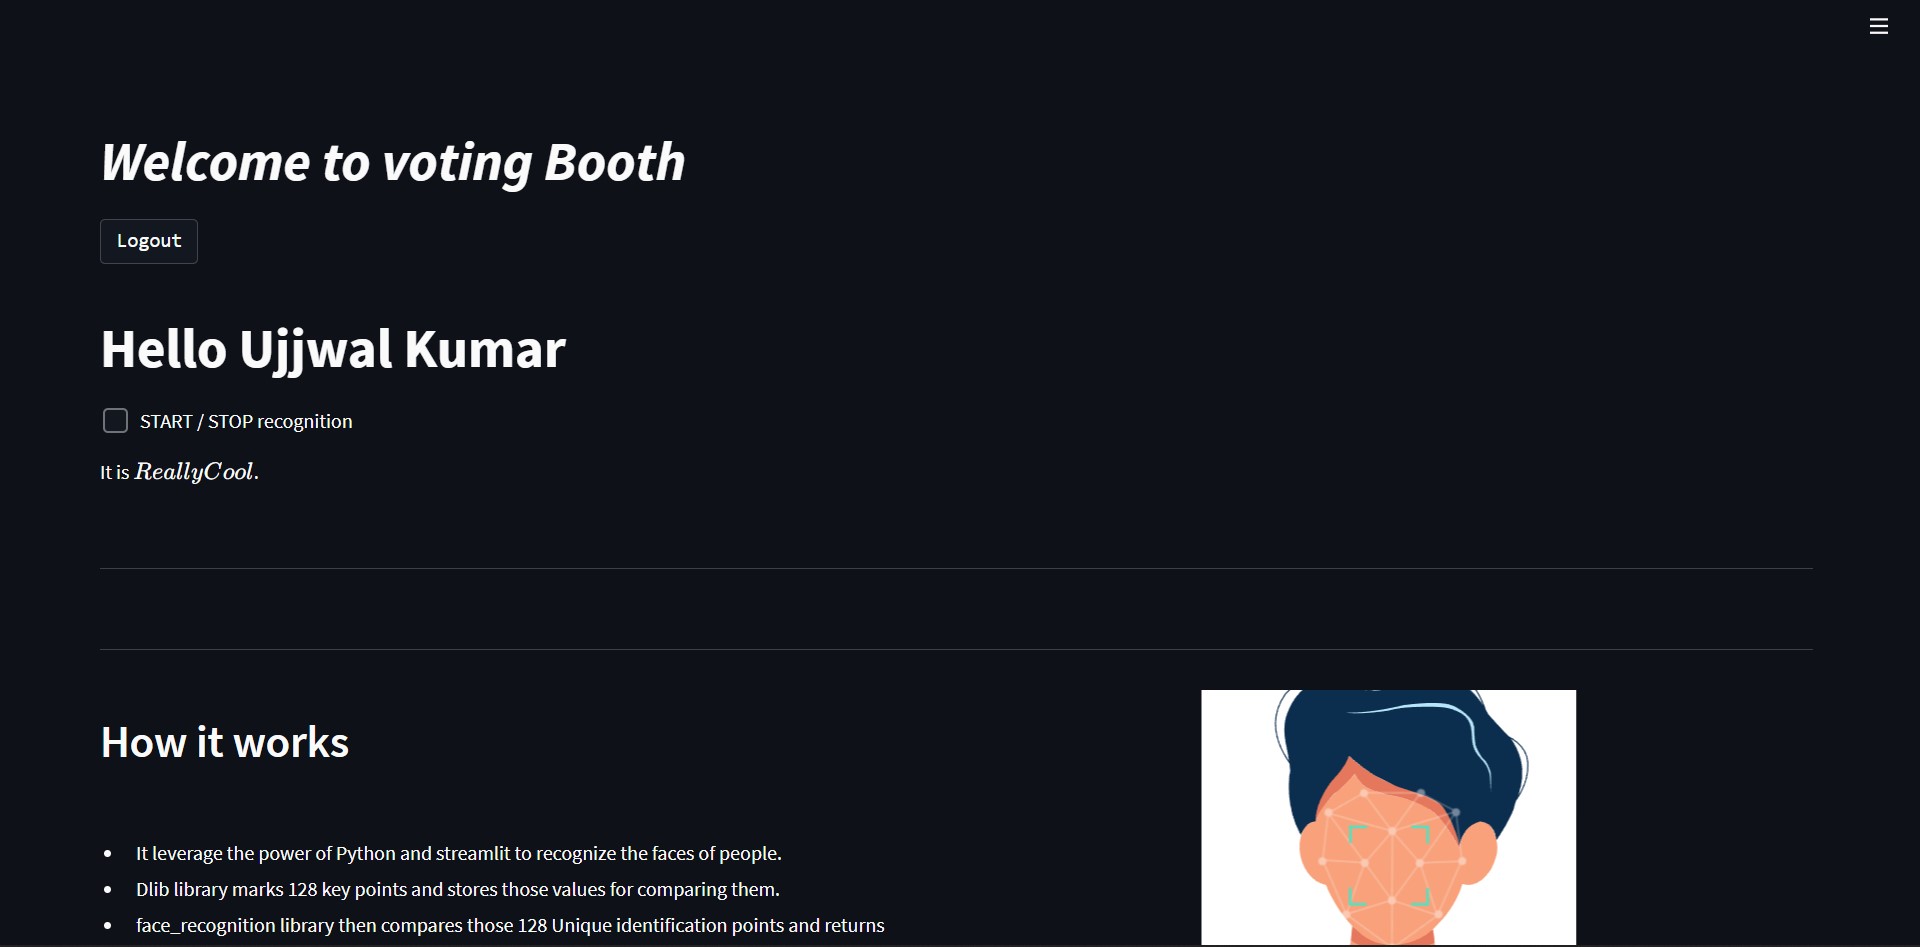 Welcome to voting Booth
Logout
Hello Ujjwal Kumar
START / STOP recognition
It is ReallyCool.
How it works
• It leverage the power of Python and streamlit to recognize the faces of people.
• Dlib library marks 128 key points and stores those values for comparing them.
• face_recognition library then compares those 128 Unique identification points and returns